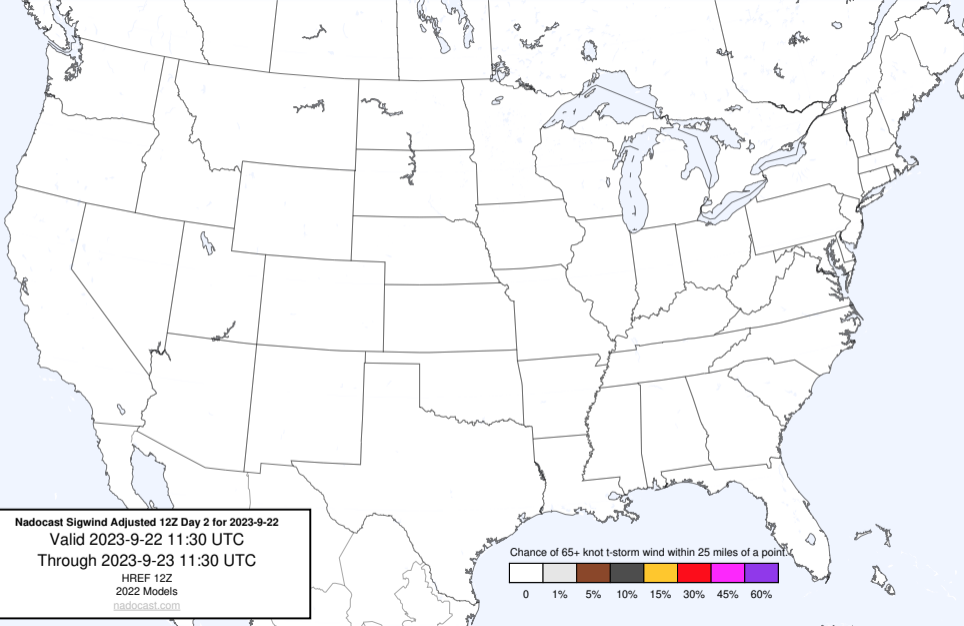 Nadocast Sigwind Adjusted 12Z Day 2 for 2023-9-22
Valid 2023-9-22 11:30 UTC
Through 2023-9-23 11:30 UTC
HREF 12Z
2022 Models
nadocast.com
Chance of 65+ knot t-storm wind within 25 miles of a point.
0 1% 5% 10% 15% 30% 45% 60%